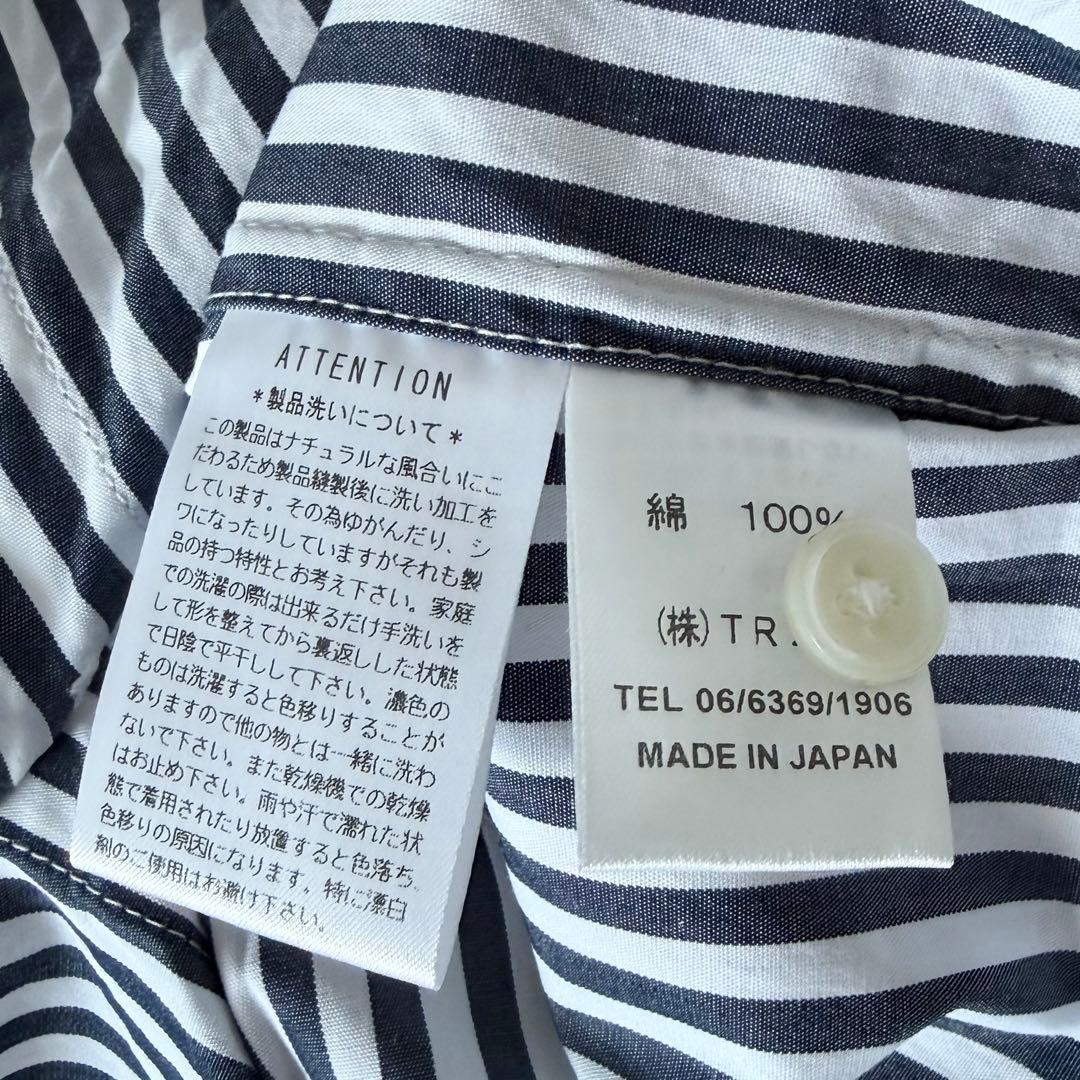 ATTENTION
*製品洗いについて*
この製品はナチュラルな風合いにこ
だわるため製品縫製後に洗い加工を
しています。その為ゆがんだり、シ
ワになったりしていますがそれも製
品の持つ特性とお考え下さい。家庭
での洗濯の際は出来るだけ手洗いを
して形を整えてから裏返しした状態
で日陰で平干しして下さい。濃色の
ものは洗濯すると色移りすることが
ありますので他の物とは一緒に洗わ
ないで下さい。また乾燥機での乾燥
はお止め下さい。雨や汗で濡れた状
態で着用されたり放置すると色落ち、
色移りの原因になります。特に漂白
剤のご使用はお避け下さい。
綿 100%
(株)TR
TEL 06/6369/1906
MADE IN JAPAN